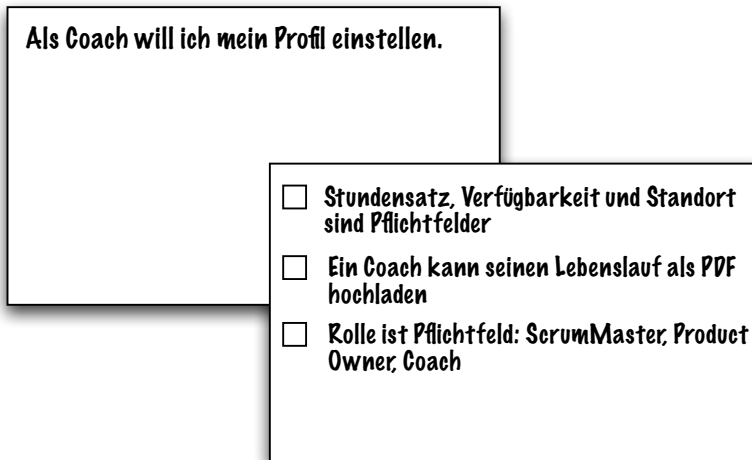 Als Coach will ich mein Profil einstellen.
Stundensatz, Verfügbarkeit und Standort
sind Pflichtfelder
Ein Coach kann seinen Lebenslauf als PDF
hochladen
Rolle ist Pflichtfeld: ScrumMaster, Product
Owner, Coach